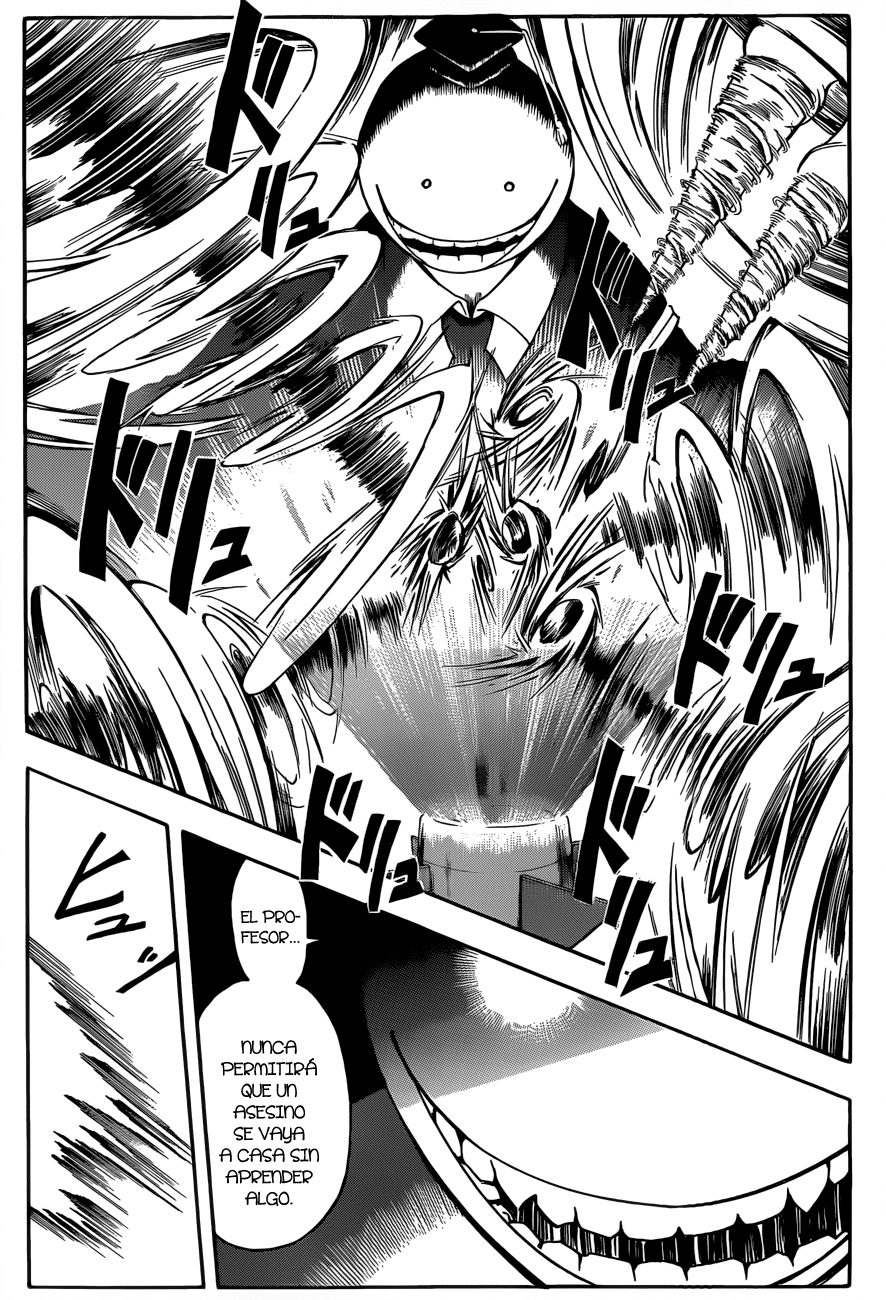 ドリュ
ドリュ
ドリュ
ドリュ
ドリュ
ドリュ
ヒュッ
EL PRO-
FESOR...
NUNCA
PERMITIRÁ
QUE UN
ASESINO
SE VAYA
A CASA SIN
APRENDER
ALGO.